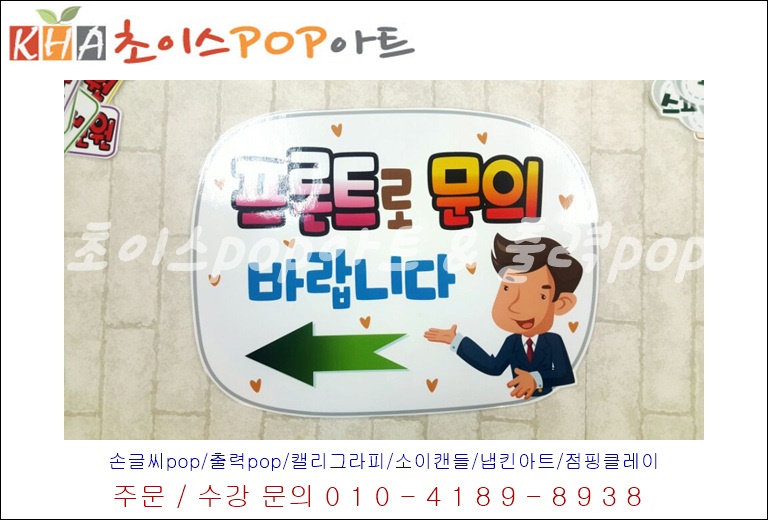 KHA 초이스POP아트
프론트로 문의
바랍니다
초이스pop아트 & 출력pop
손글씨pop/출력pop/캘리그라피/소이캔들/냅킨아트/점핑클레이
주문 / 수강 문의 010-4189-8938